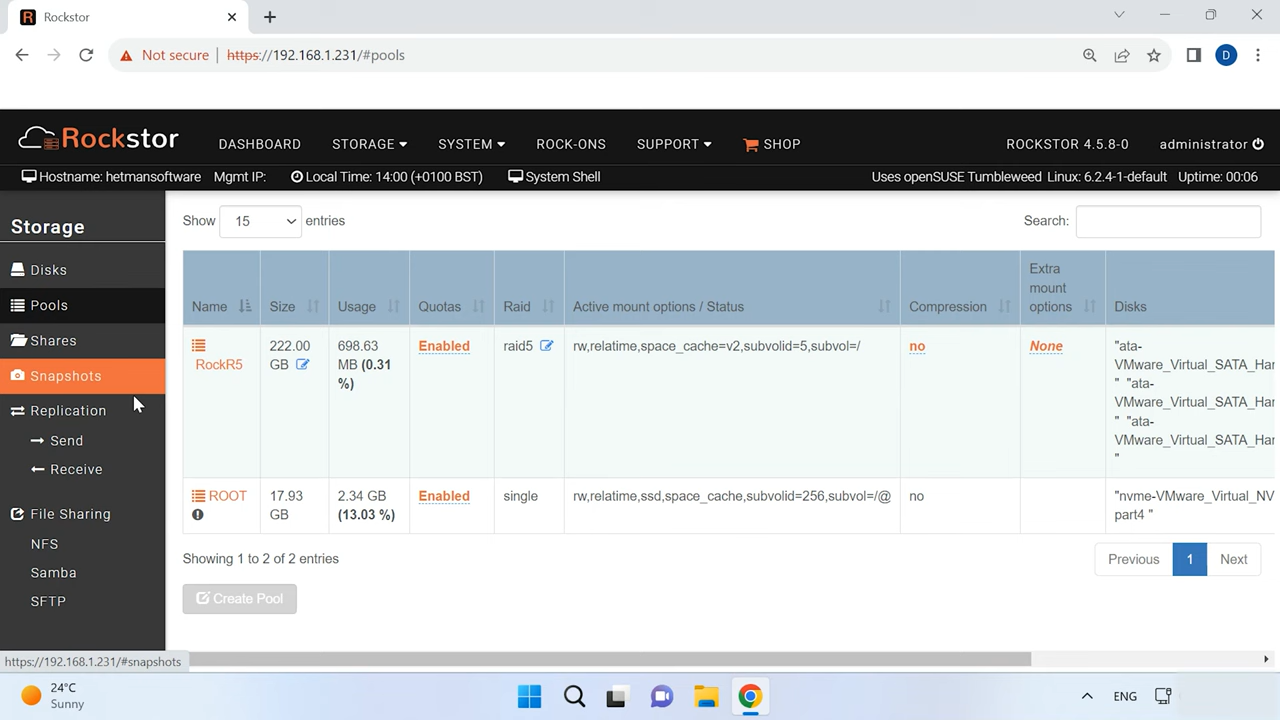 Rockstor
Not secure https://192.168.1.231/#pools
D
Rockstor DASHBOARD STORAGE SYSTEM ROCK-ONS SUPPORT SHOP ROCKSTOR 4.5.8-0 administrator
Hostname: hetmansoftware Mgmt IP: Local Time: 14:00 (+0100 BST) System Shell Uses openSUSE Tumbleweed Linux: 6.2.4-1-default Uptime: 00:06
Storage
Disks
Pools
Shares
Snapshots
Replication
Send
Receive
File Sharing
NFS
Samba
SFTP
Show 15 entries Search:
Name Size Usage Quotas Raid Active mount options / Status Compression Extra mount options Disks
RockR5
222.00
GB
698.63
MB (0.31
%)
Enabled
raid5
rw,relatime,space_cache=v2,subvolid=5,subvol=/
no
None
"ata-
VMware_Virtual_SATA_Har
" "ata-
VMware_Virtual_SATA_Har
" "ata-
VMware_Virtual_SATA_Har
"
ROOT
17.93
GB
2.34 GB
(13.03 %)
Enabled
single
rw,relatime,ssd,space_cache,subvolid=256,subvol=/@
no
"nvme-VMware_Virtual_NV
part4 "
Showing 1 to 2 of 2 entries
Previous 1 Next
Create Pool
https://192.168.1.231/#snapshots
24°C
Sunny
ENG